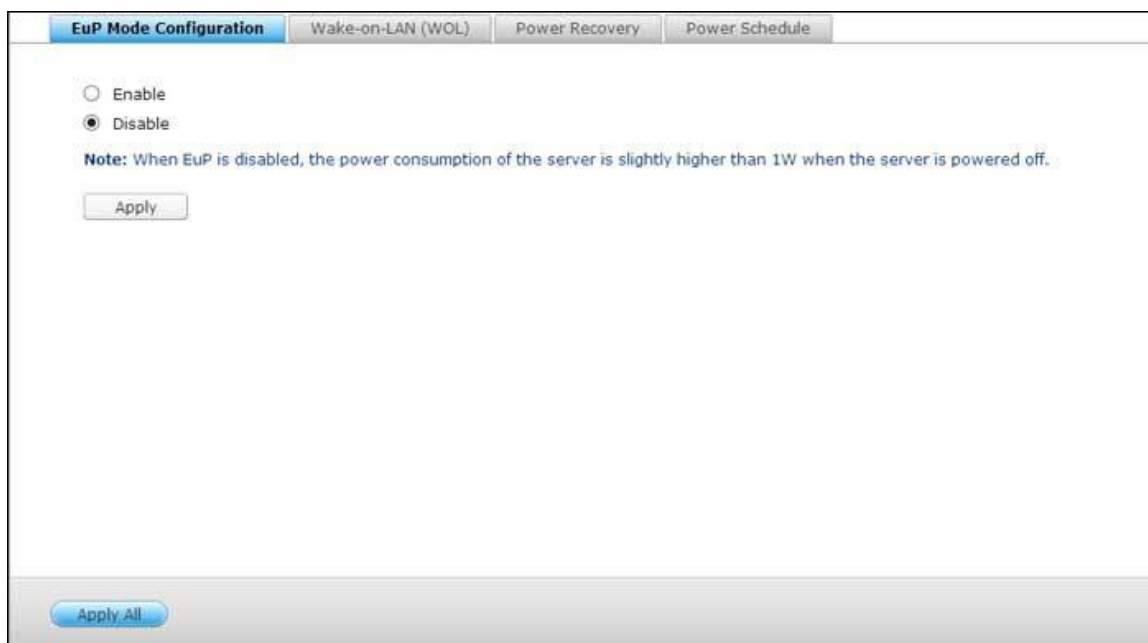 EuP Mode Configuration Wake-on-LAN (WOL) Power Recovery Power Schedule
Enable
Disable
Note: When EuP is disabled, the power consumption of the server is slightly higher than 1W when the server is powered off.
Apply
Apply All